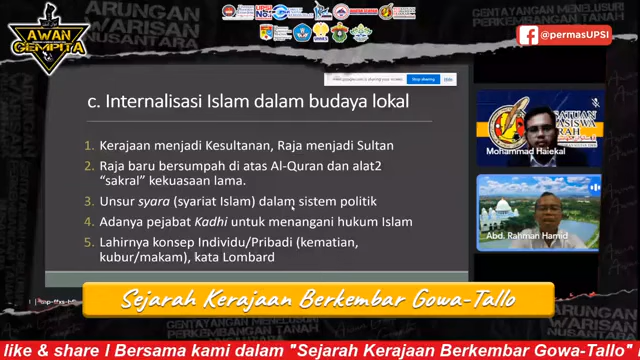 AWAN
GEMPITA
GENTAYANGAN MENELUSURI
PERKEMBANGAN TANAH
@permasUPSI
Stop sharing
Hide
c. Internalisasi Islam dalam budaya lokal
1. Kerajaan menjadi Kesultanan, Raja menjadi Sultan
2. Raja baru bersumpah di atas Al-Quran dan alat2
"sakral" kekuasaan lama.
3. Unsur syara (syariat Islam) dalam sistem politik
4. Adanya pejabat Kadhi untuk menangani hukum Islam
5. Lahirnya konsep Individu/Pribadi (kematian,
kubur/makam), kata Lombard
Mohammad Haiekal
Abd. Rahman Hamid
Sejarah Kerajaan Berkembar Gowa-Tallo
like & share I Bersama kami dalam "Sejarah Kerajaan Berkembar Gowa-Tallo"